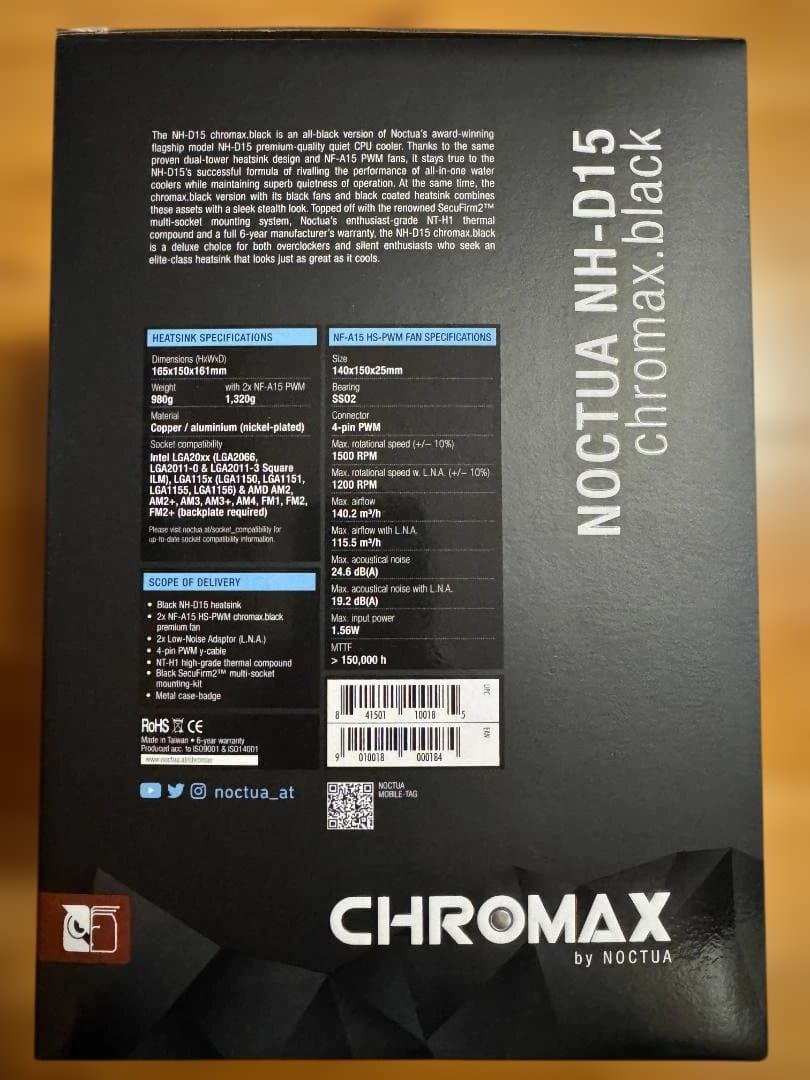 The NH-D15 chromax.black is an all-black version of Noctua's award-winning
flagship model NH-D15 premium-quality quiet CPU cooler. Thanks to the same
proven dual-tower heatsink design and NF-A15 PWM fans, it stays true to the
NH-D15's successful formula of rivalling the performance of all-in-one water
coolers while maintaining superb quietness of operation. At the same time, the
chromax.black version with its black fans and black coated heatsink combines
these assets with a sleek stealth look. Topped off with the renowned SecuFirm2™
multi-socket mounting system, Noctua's enthusiast-grade NT-H1 thermal
compound and a full 6-year manufacturer's warranty, the NH-D15 chromax.black
is a deluxe choice for both overclockers and silent enthusiasts who seek an
elite-class heatsink that looks just as great as it cools.
NOCTUA NH-D15
chromax.black
HEATSINK SPECIFICATIONS
Dimensions (HxWxD)
165x150x161mm
Weight with 2x NF-A15 PWM
980g 1,320g
Material
Copper / aluminium (nickel-plated)
Socket compatibility
Intel LGA20xx (LGA2066,
LGA2011-0 & LGA2011-3 Square
ILM), LGA115x (LGA1150, LGA1151,
LGA1155, LGA1156) & AMD AM2,
AM2+, AM3, AM3+, AM4, FM1, FM2,
FM2+ (backplate required)
Please visit noctua.at/socket_compatibility for
up-to-date socket compatibility information.
SCOPE OF DELIVERY
• Black NH-D15 heatsink
• 2x NF-A15 HS-PWM chromax.black
premium fan
• 2x Low-Noise Adaptor (L.N.A.)
• 4-pin PWM y-cable
• NT-H1 high-grade thermal compound
• Black SecuFirm2™ multi-socket
mounting-kit
• Metal case-badge
RoHS CE
Made in Taiwan • 6-year warranty
Produced acc. to ISO9001 & ISO14001
www.noctua.at/chromax
noctua_at
NF-A15 HS-PWM FAN SPECIFICATIONS
Size
140x150x25mm
Bearing
SSO2
Connector
4-pin PWM
Max. rotational speed (+/− 10%)
1500 RPM
Max. rotational speed w. L.N.A. (+/− 10%)
1200 RPM
Max. airflow
140.2 m³/h
Max. airflow with L.N.A.
115.5 m³/h
Max. acoustical noise
24.6 dB(A)
Max. acoustical noise with L.N.A.
19.2 dB(A)
Max. input power
1.56W
MTTF
> 150,000 h
UPC
8 41501 10018 5
EAN
9 010018 000184
NOCTUA
MOBILE-TAG
CHROMAX
by NOCTUA